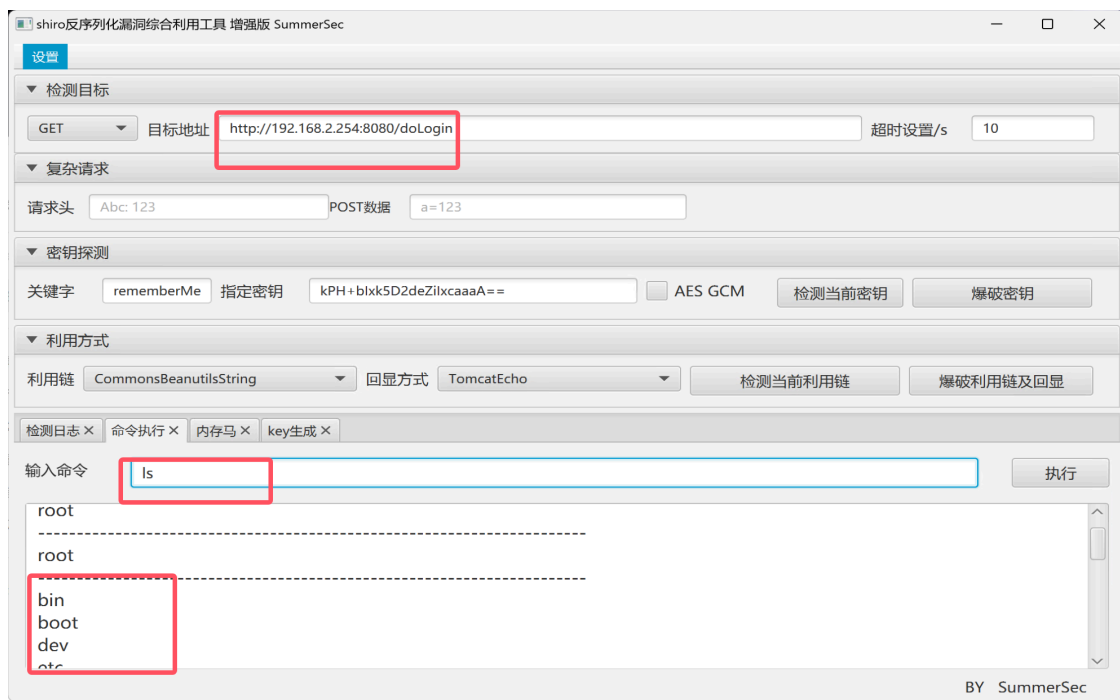 shiro反序列化漏洞综合利用工具 增强版 SummerSec
设置
检测目标
GET 目标地址 http://192.168.2.254:8080/doLogin 超时设置/s 10
复杂请求
请求头 Abc: 123 POST数据 a=123
密钥探测
关键字 rememberMe 指定密钥 kPH+bIxk5D2deZiIxcaaaA== AES GCM 检测当前密钥 爆破密钥
利用方式
利用链 CommonsBeanutilsString 回显方式 TomcatEcho 检测当前利用链 爆破利用链及回显
检测日志 命令执行 内存马 key生成
输入命令 ls 执行
root
------------------------------------------------------------------------
root
------------------------------------------------------------------------
bin
boot
dev
etc
BY SummerSec